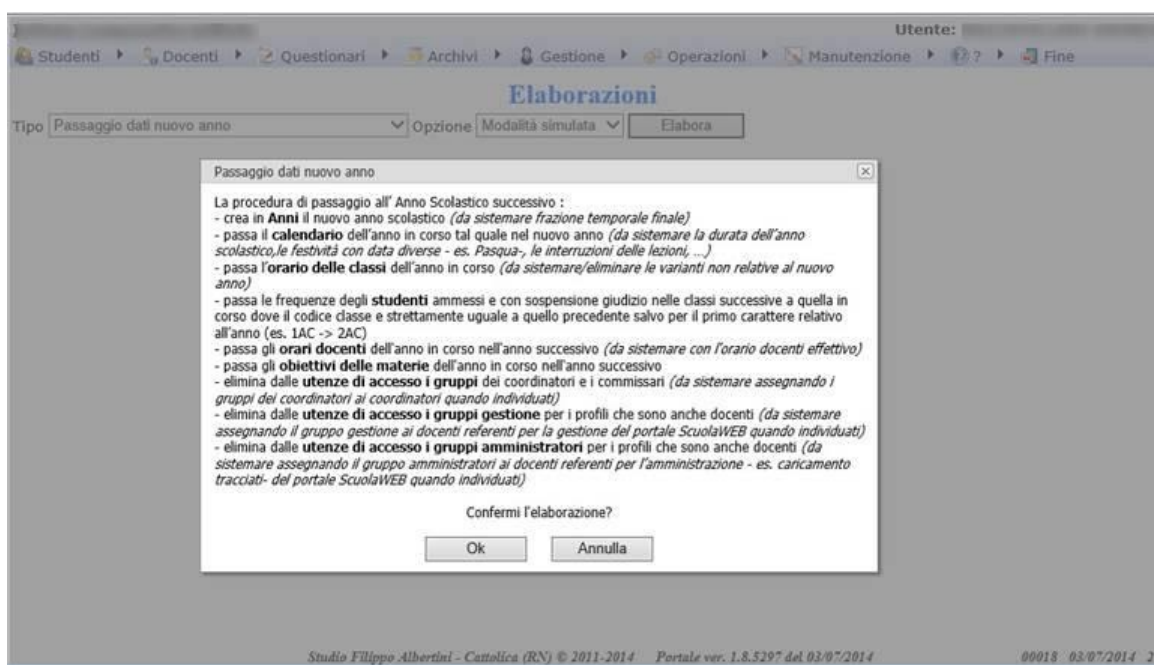 Utente:
Studenti Docenti Questionari Archivi Gestione Operazioni Manutenzione ? Fine
Elaborazioni
Tipo Passaggio dati nuovo anno Opzione Modalità simulata Elabora
Passaggio dati nuovo anno
La procedura di passaggio all' Anno Scolastico successivo :
- crea in Anni il nuovo anno scolastico (da sistemare frazione temporale finale)
- passa il calendario dell'anno in corso tal quale nel nuovo anno (da sistemare la durata dell'anno
scolastico,le festività con data diverse - es. Pasqua-, le interruzioni delle lezioni, ...)
- passa l'orario delle classi dell'anno in corso (da sistemare/eliminare le varianti non relative al nuovo
anno)
- passa le frequenze degli studenti ammessi e con sospensione giudizio nelle classi successive a quella in
corso dove il codice classe e strettamente uguale a quello precedente salvo per il primo carattere relativo
all'anno (es. 1AC -> 2AC)
- passa gli orari docenti dell'anno in corso nell'anno successivo (da sistemare con l'orario docenti effettivo)
- passa gli obiettivi delle materie dell'anno in corso nell'anno successivo
- elimina dalle utenze di accesso i gruppi dei coordinatori e i commissari (da sistemare assegnando i
gruppi dei coordinatori ai coordinatori quando individuati)
- elimina dalle utenze di accesso i gruppi gestione per i profili che sono anche docenti (da sistemare
assegnando il gruppo gestione ai docenti referenti per la gestione del portale ScuolaWEB quando individuati)
- elimina dalle utenze di accesso i gruppi amministratori per i profili che sono anche docenti (da
sistemare assegnando il gruppo amministratori ai docenti referenti per l'amministrazione - es. caricamento
tracciati- del portale ScuolaWEB quando individuati)
Confermi l'elaborazione?
Ok Annulla
Studio Filippo Albertini - Cattolica (RN) © 2011-2014 Portale ver. 1.8.5297 del 03/07/2014 00018 03/07/2014 2